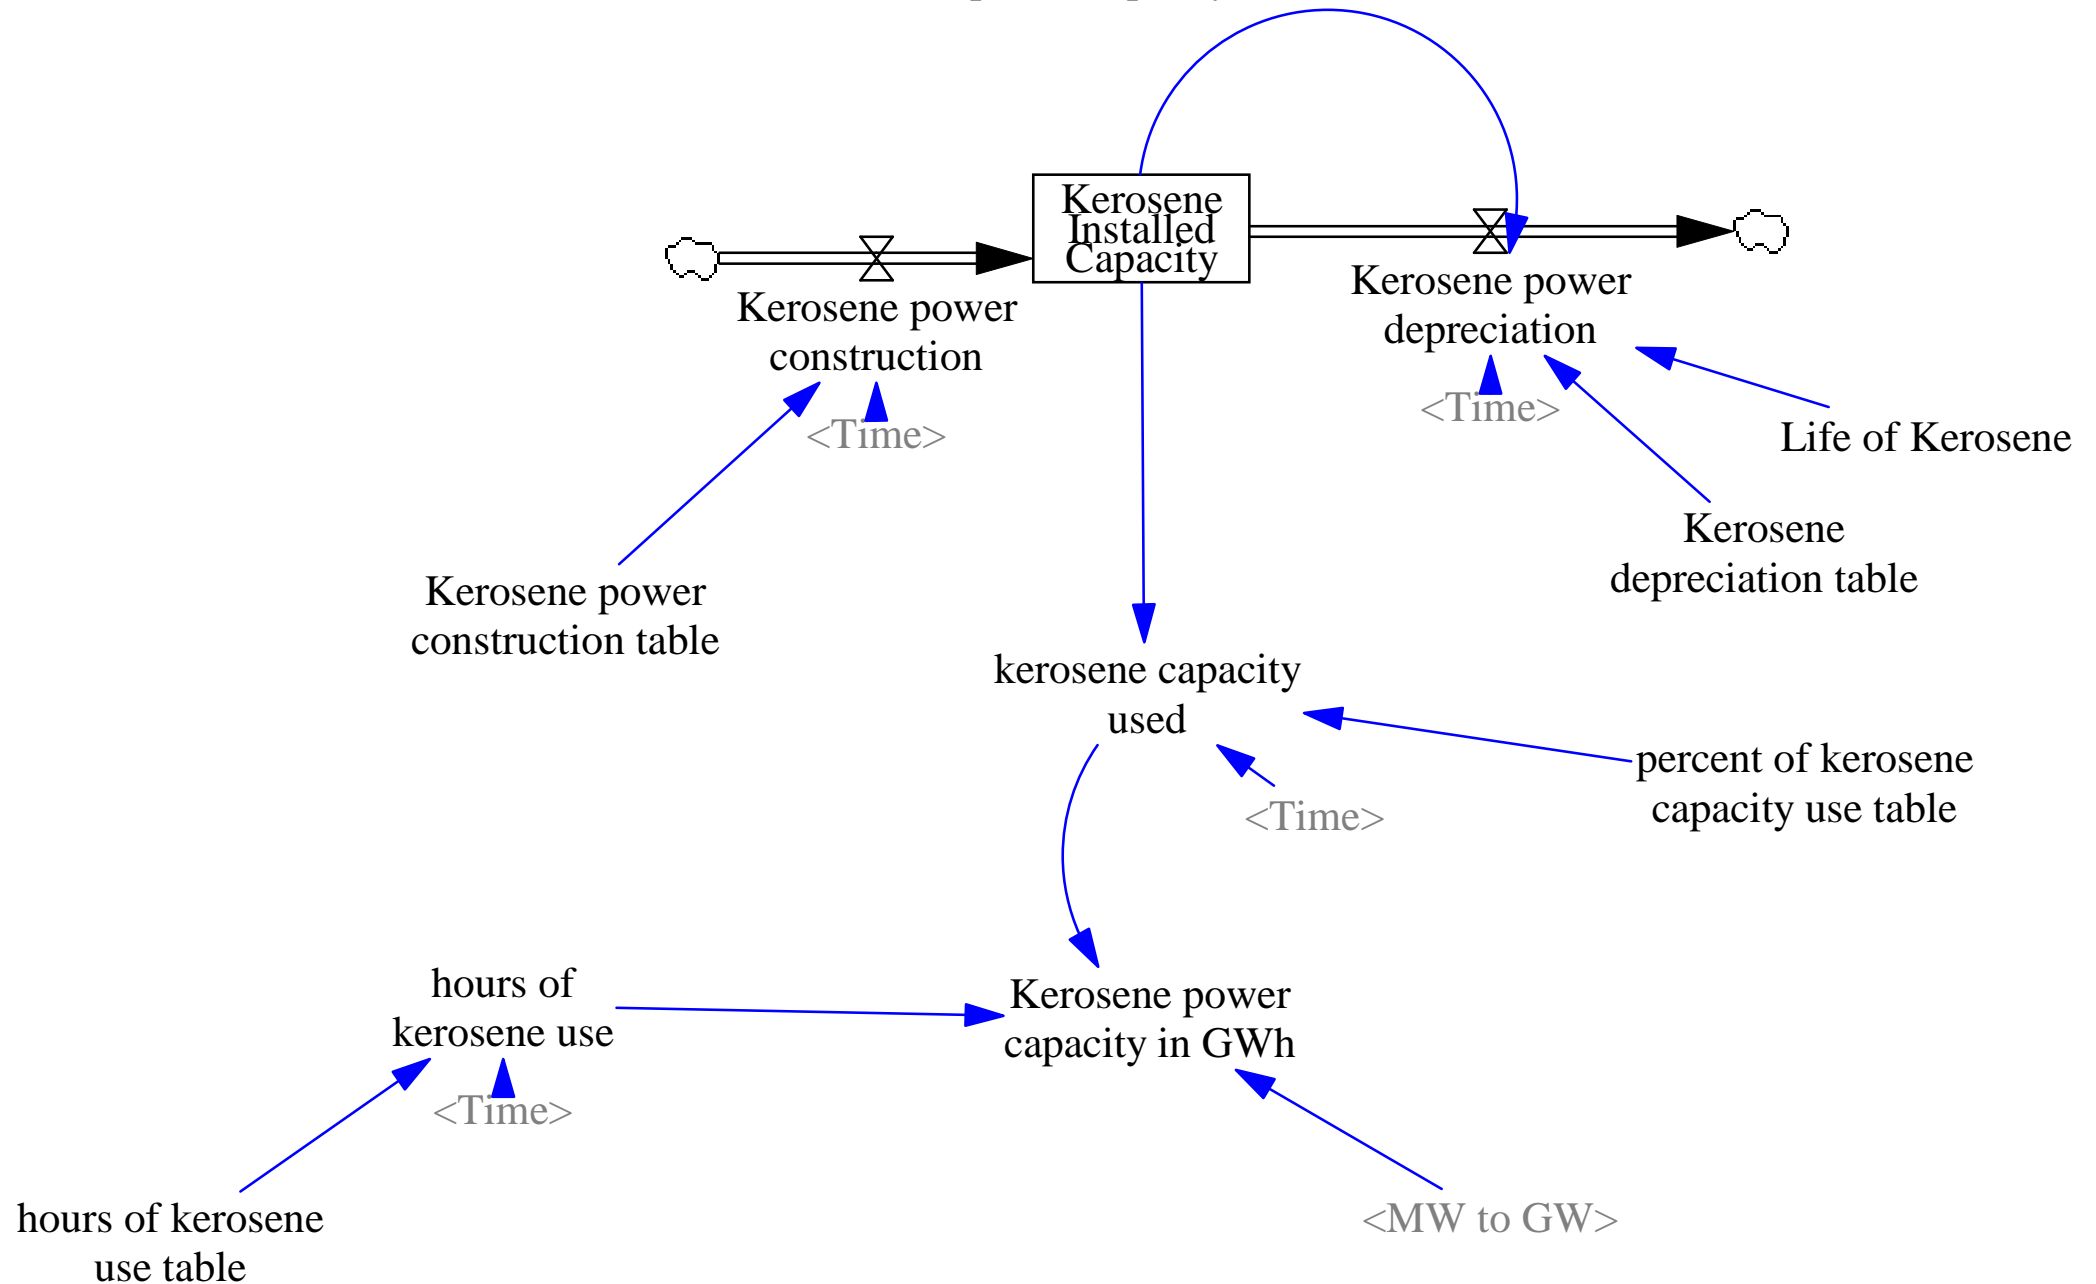 Kerosene
Installed
Capacity
Kerosene power
construction
<Time>
Kerosene power
depreciation
<Time>
Life of Kerosene
Kerosene
depreciation table
Kerosene power
construction table
kerosene capacity
used
<Time>
percent of kerosene
capacity use table
hours of
kerosene use
<Time>
Kerosene power
capacity in GWh
hours of kerosene
use table
<MW to GW>